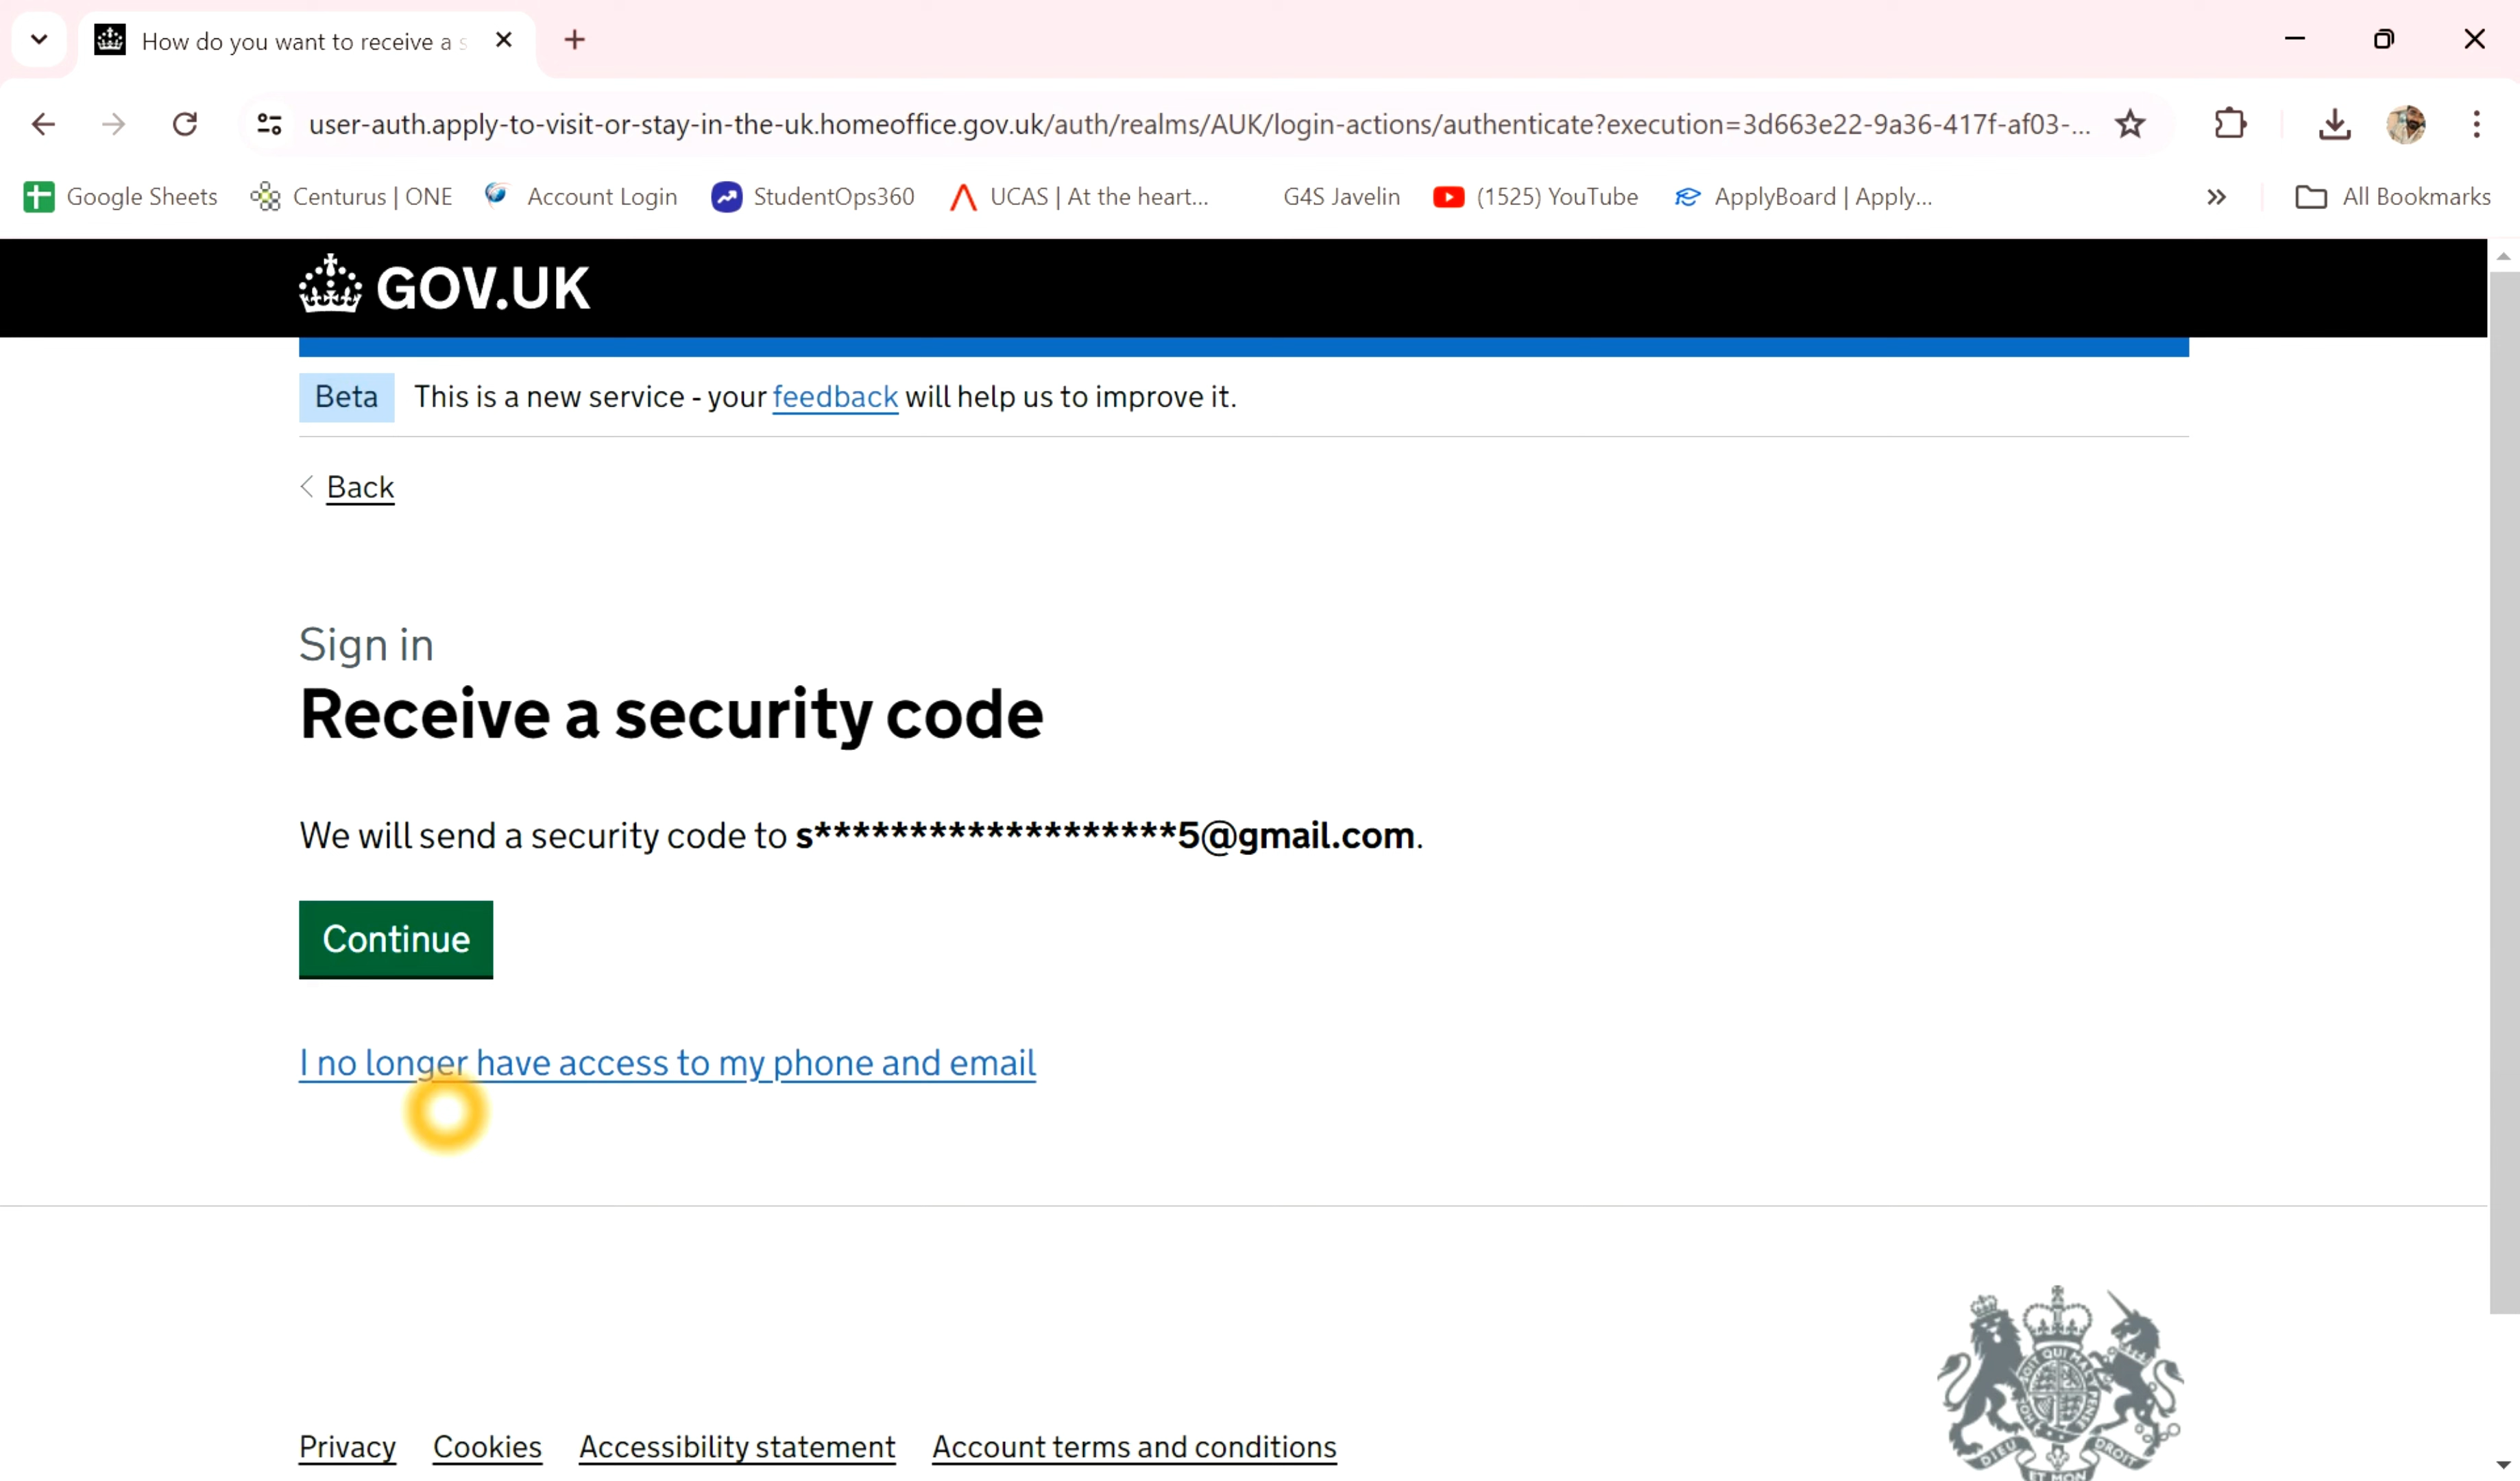 How do you want to receive a s
user-auth.apply-to-visit-or-stay-in-the-uk.homeoffice.gov.uk/auth/realms/AUK/login-actions/authenticate?execution=3d663e22-9a36-417f-af03-...
Google Sheets Centurus | ONE Account Login StudentOps360 UCAS | At the heart... G4S Javelin (1525) YouTube ApplyBoard | Apply... » All Bookmarks
GOV.UK
Beta This is a new service - your feedback will help us to improve it.
Back
Sign in
Receive a security code
We will send a security code to s*******************5@gmail.com.
Continue
I no longer have access to my phone and email
Privacy Cookies Accessibility statement Account terms and conditions
DIEU ET MON DROIT